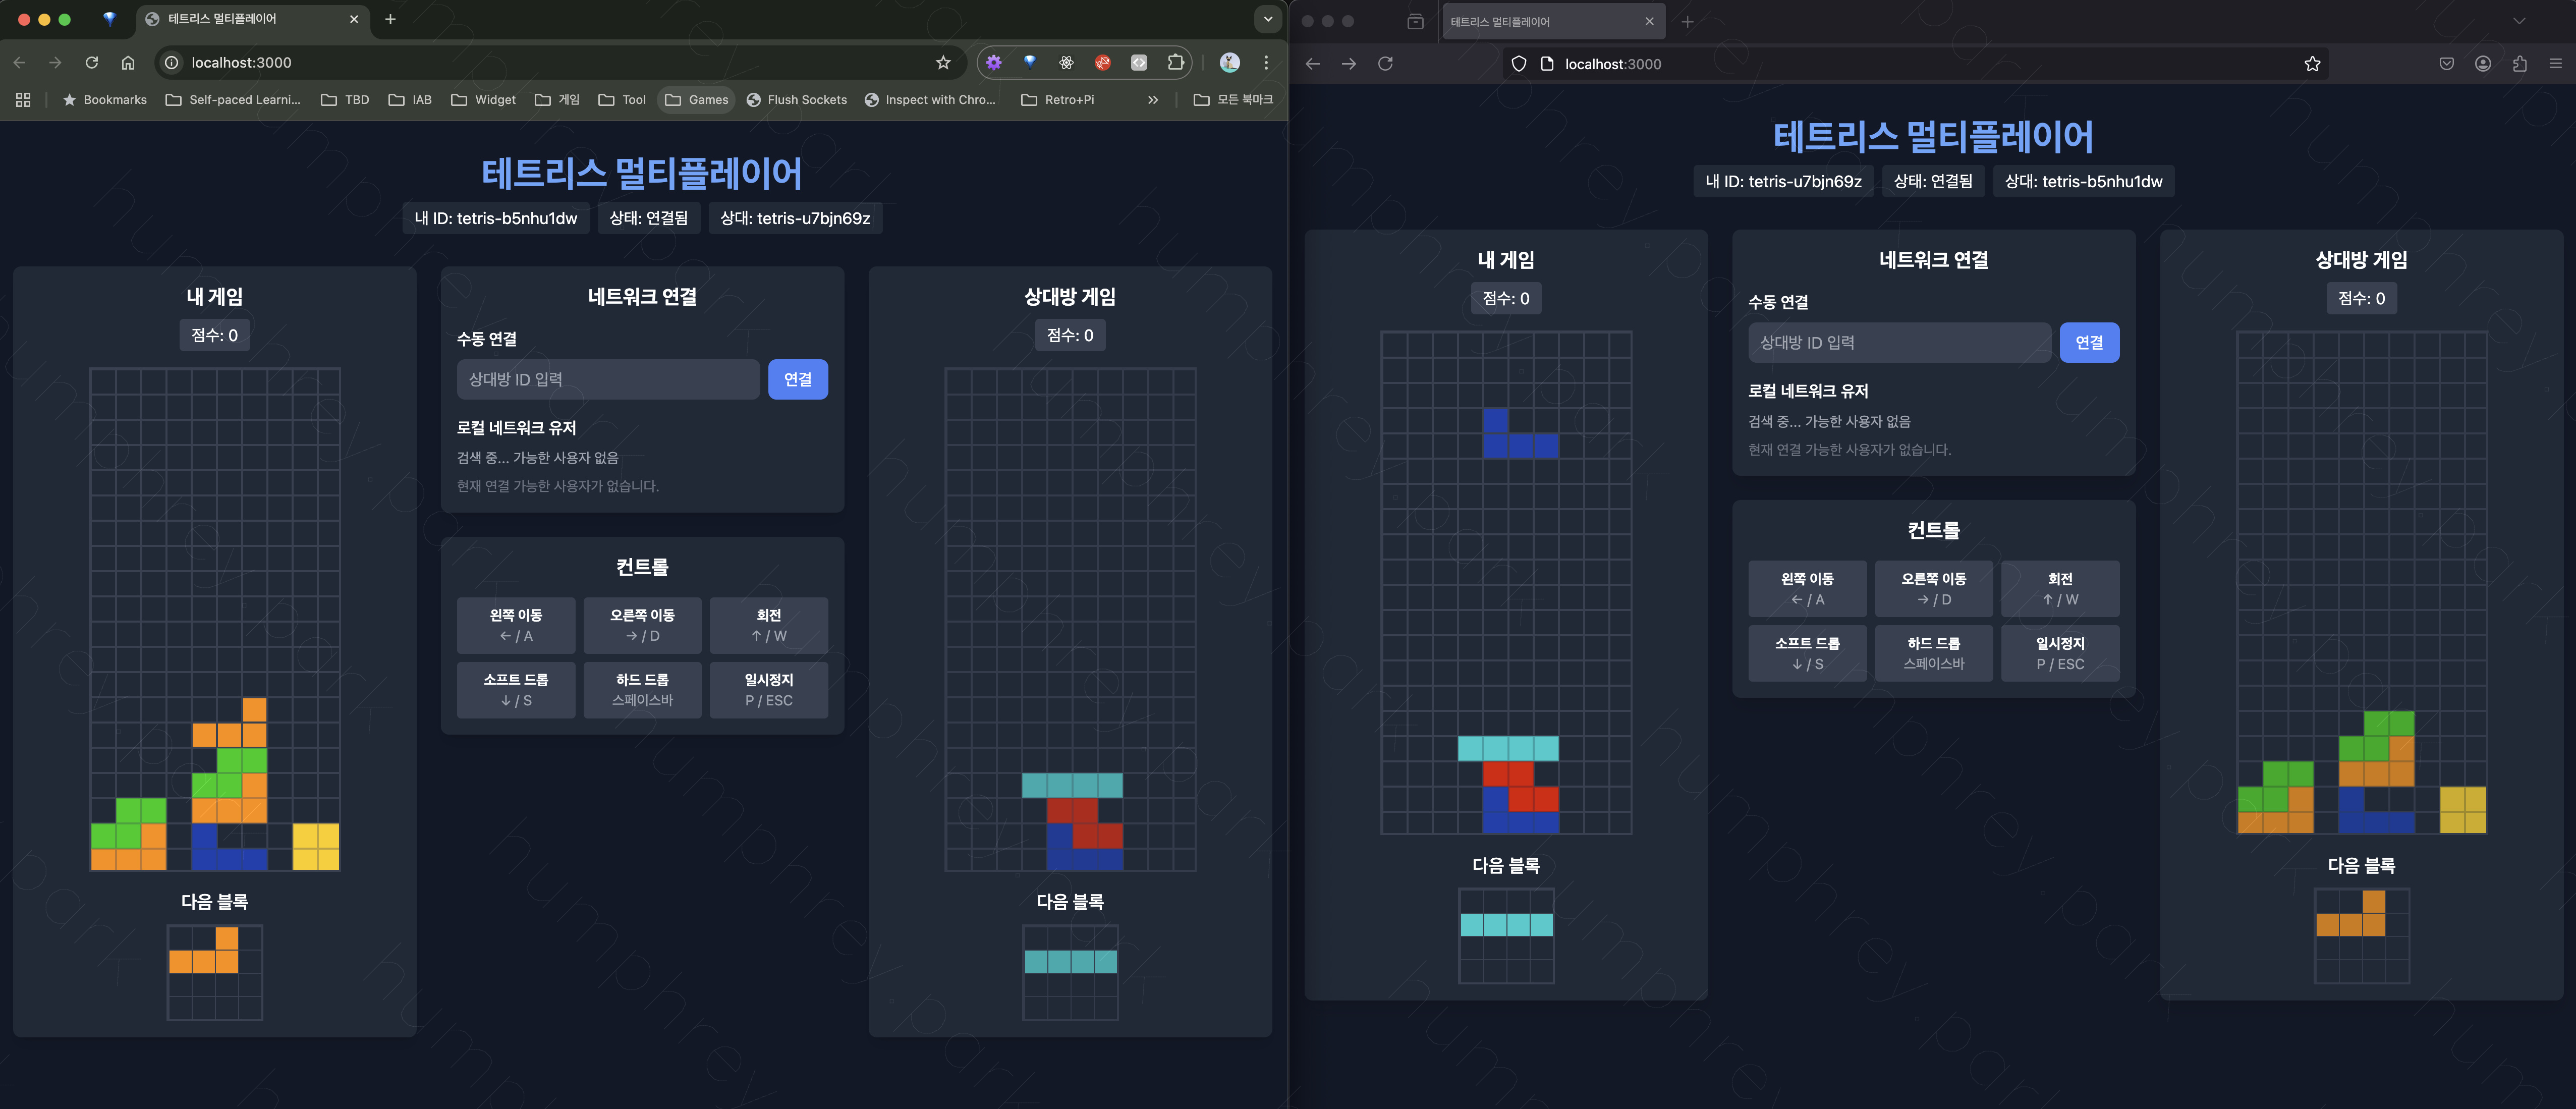 테트리스 멀티플레이어
localhost:3000
Bookmarks
Self-paced Learni...
TBD
IAB
Widget
게임
Tool
Games
Flush Sockets
Inspect with Chro...
Retro+Pi
모든 북마크
테트리스 멀티플레이어
내 ID: tetris-b5nhu1dw
상태: 연결됨
상대: tetris-u7bjn69z
내 게임
점수: 0
다음 블록
네트워크 연결
수동 연결
상대방 ID 입력
연결
로컬 네트워크 유저
검색 중... 가능한 사용자 없음
현재 연결 가능한 사용자가 없습니다.
컨트롤
왼쪽 이동
← / A
오른쪽 이동
→ / D
회전
↑ / W
소프트 드롭
↓ / S
하드 드롭
스페이스바
일시정지
P / ESC
상대방 게임
점수: 0
다음 블록
테트리스 멀티플레이어
localhost:3000
테트리스 멀티플레이어
내 ID: tetris-u7bjn69z
상태: 연결됨
상대: tetris-b5nhu1dw
내 게임
점수: 0
다음 블록
네트워크 연결
수동 연결
상대방 ID 입력
연결
로컬 네트워크 유저
검색 중... 가능한 사용자 없음
현재 연결 가능한 사용자가 없습니다.
컨트롤
왼쪽 이동
← / A
오른쪽 이동
→ / D
회전
↑ / W
소프트 드롭
↓ / S
하드 드롭
스페이스바
일시정지
P / ESC
상대방 게임
점수: 0
다음 블록